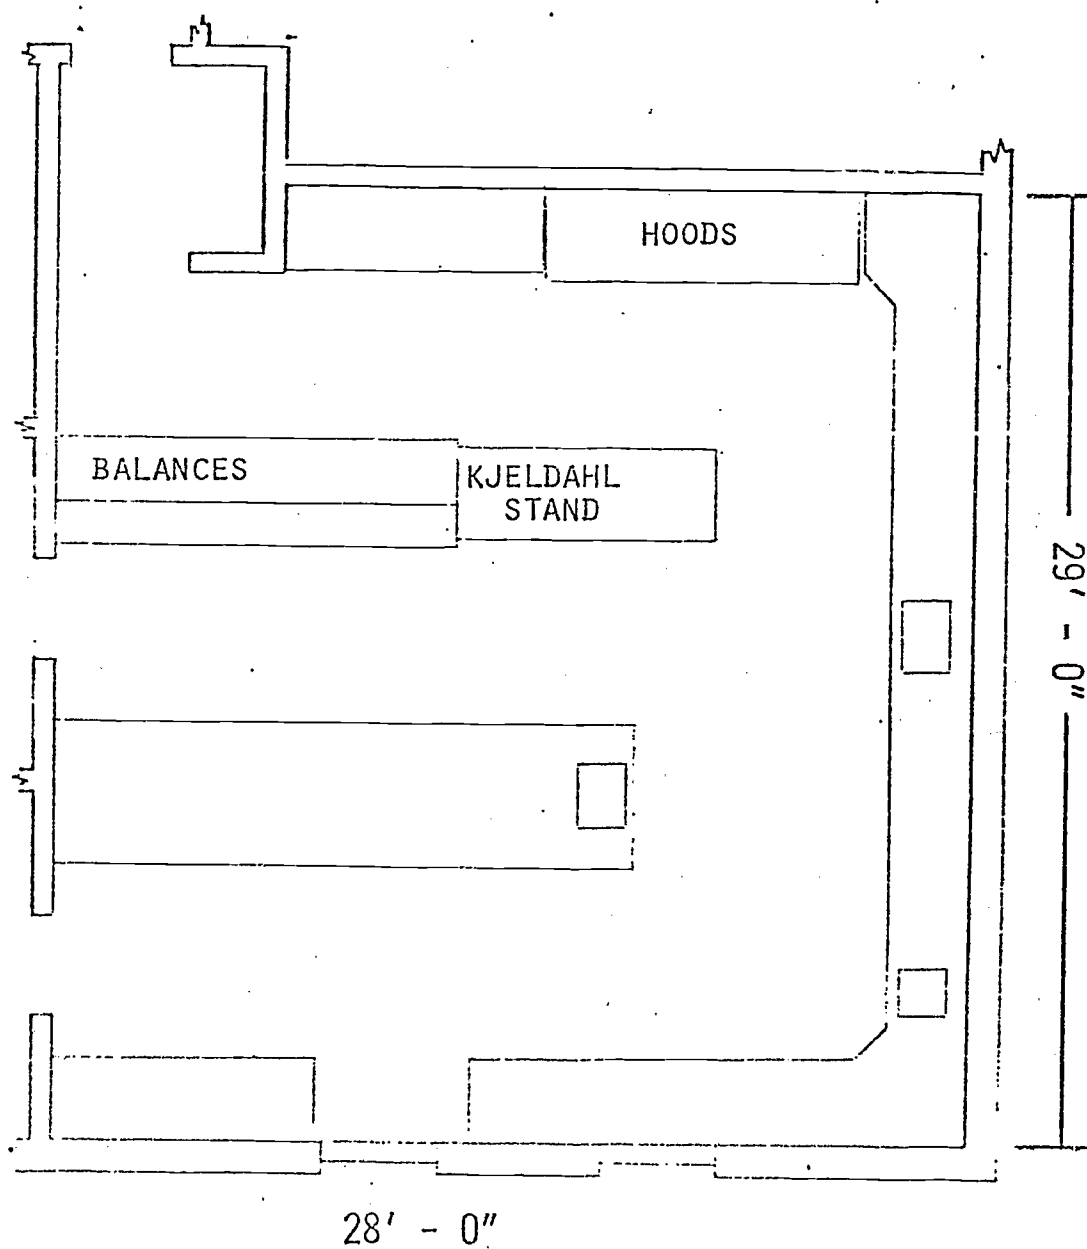 HOODS
BALANCES
KJELDAHL
STAND
29' - 0"
28' - 0"